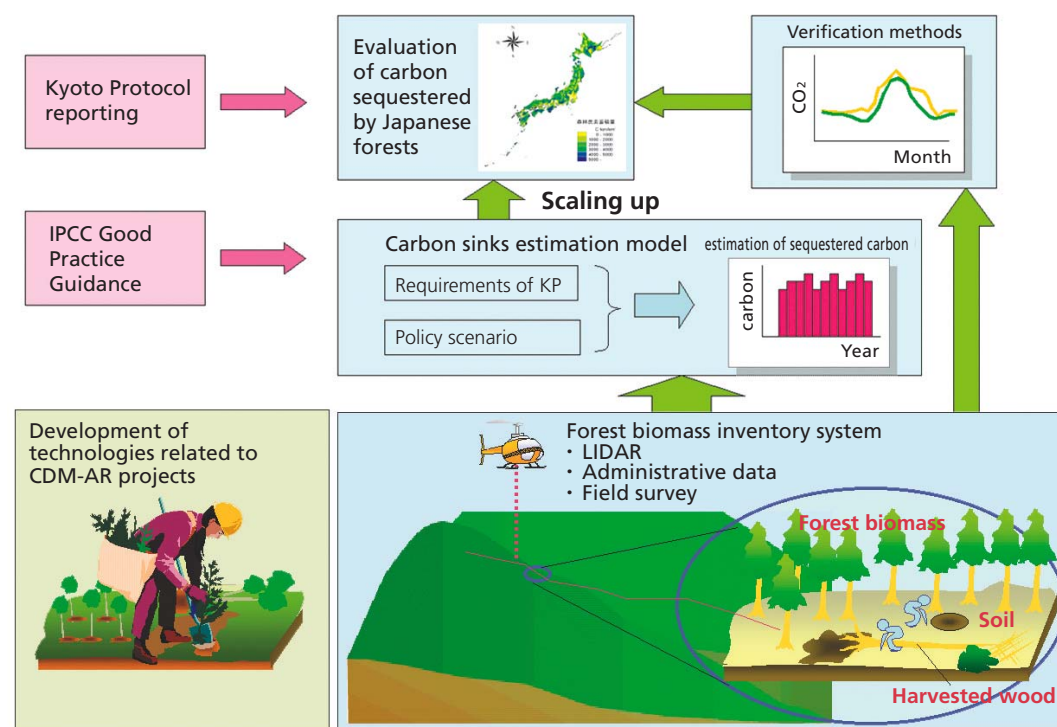 Kyoto Protocol
reporting
Evaluation
of carbon
sequestered
by Japanese
forests
Verification methods
CO₂
Month
Scaling up
IPCC Good
Practice
Guidance
Carbon sinks estimation model
estimation of sequestered carbon
Requirements of KP
Policy scenario
carbon
Year
Development of
technologies related to
CDM-AR projects
Forest biomass inventory system
・LIDAR
・Administrative data
・Field survey
Forest biomass
Soil
Harvested wood